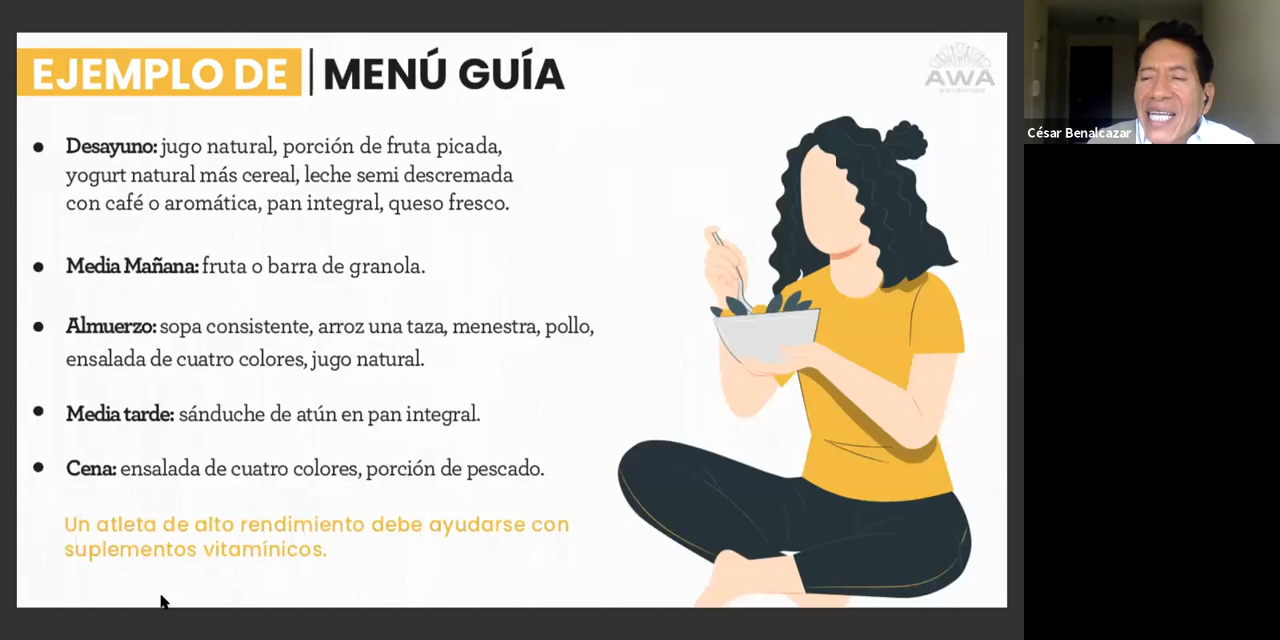 EJEMPLO DE MENÚ GUÍA
AWA
NUTRITION
César Benalcazar
Desayuno: jugo natural, porción de fruta picada,
yogurt natural más cereal, leche semi descremada
con café o aromática, pan integral, queso fresco.
Media Mañana: fruta o barra de granola.
Almuerzo: sopa consistente, arroz una taza, menestra, pollo,
ensalada de cuatro colores, jugo natural.
Media tarde: sánduche de atún en pan integral.
Cena: ensalada de cuatro colores, porción de pescado.
Un atleta de alto rendimiento debe ayudarse con
suplementos vitamínicos.